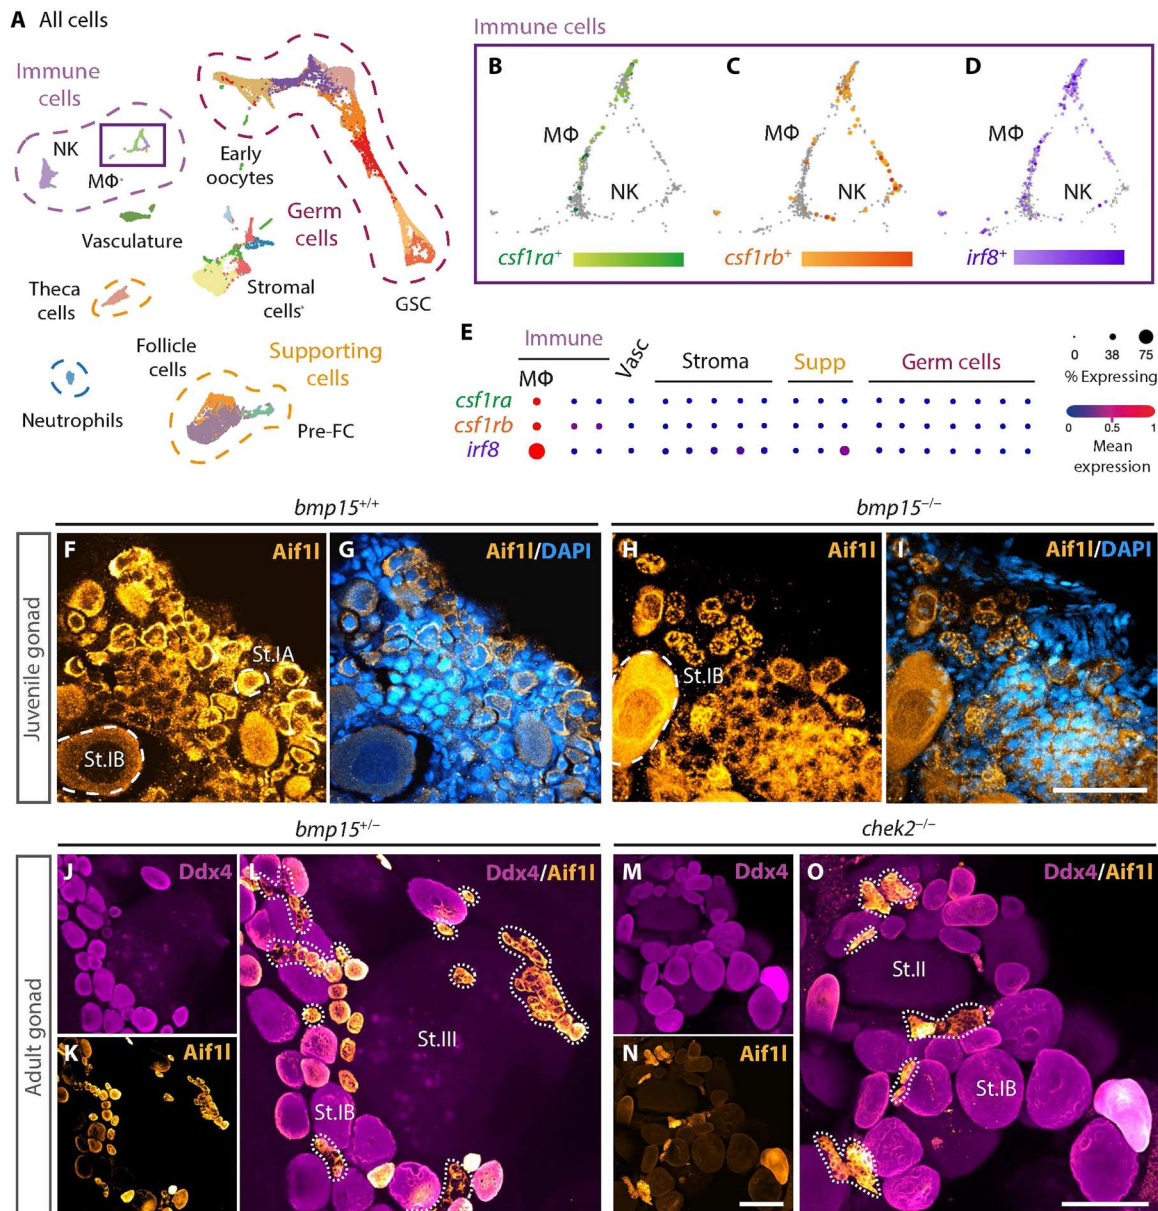 A All cells
Immune
cells
NK
MΦ
Vasculature
Theca
cells
Neutrophils
Early
oocytes
Germ
cells
Stromal
cells
GSC
Follicle
cells
Supporting
cells
Pre-FC
Immune cells
B
MΦ
NK
csf1ra⁺
C
MΦ
NK
csf1rb⁺
D
MΦ
NK
irf8⁺
E
Immune
Vasc
Stroma
Supp
Germ cells
MΦ
csf1ra
csf1rb
irf8
0 38 75
% Expressing
0 0.5 1
Mean
expression
bmp15⁺/⁺
bmp15⁻/⁻
Juvenile gonad
F Aif1l
St.IA
St.IB
G Aif1l/DAPI
H Aif1l
St.IB
I Aif1l/DAPI
bmp15⁺/⁻
chek2⁻/⁻
Adult gonad
J Ddx4
K Aif1l
L Ddx4/Aif1l
St.III
St.IB
M Ddx4
N Aif1l
O Ddx4/Aif1l
St.II
St.IB